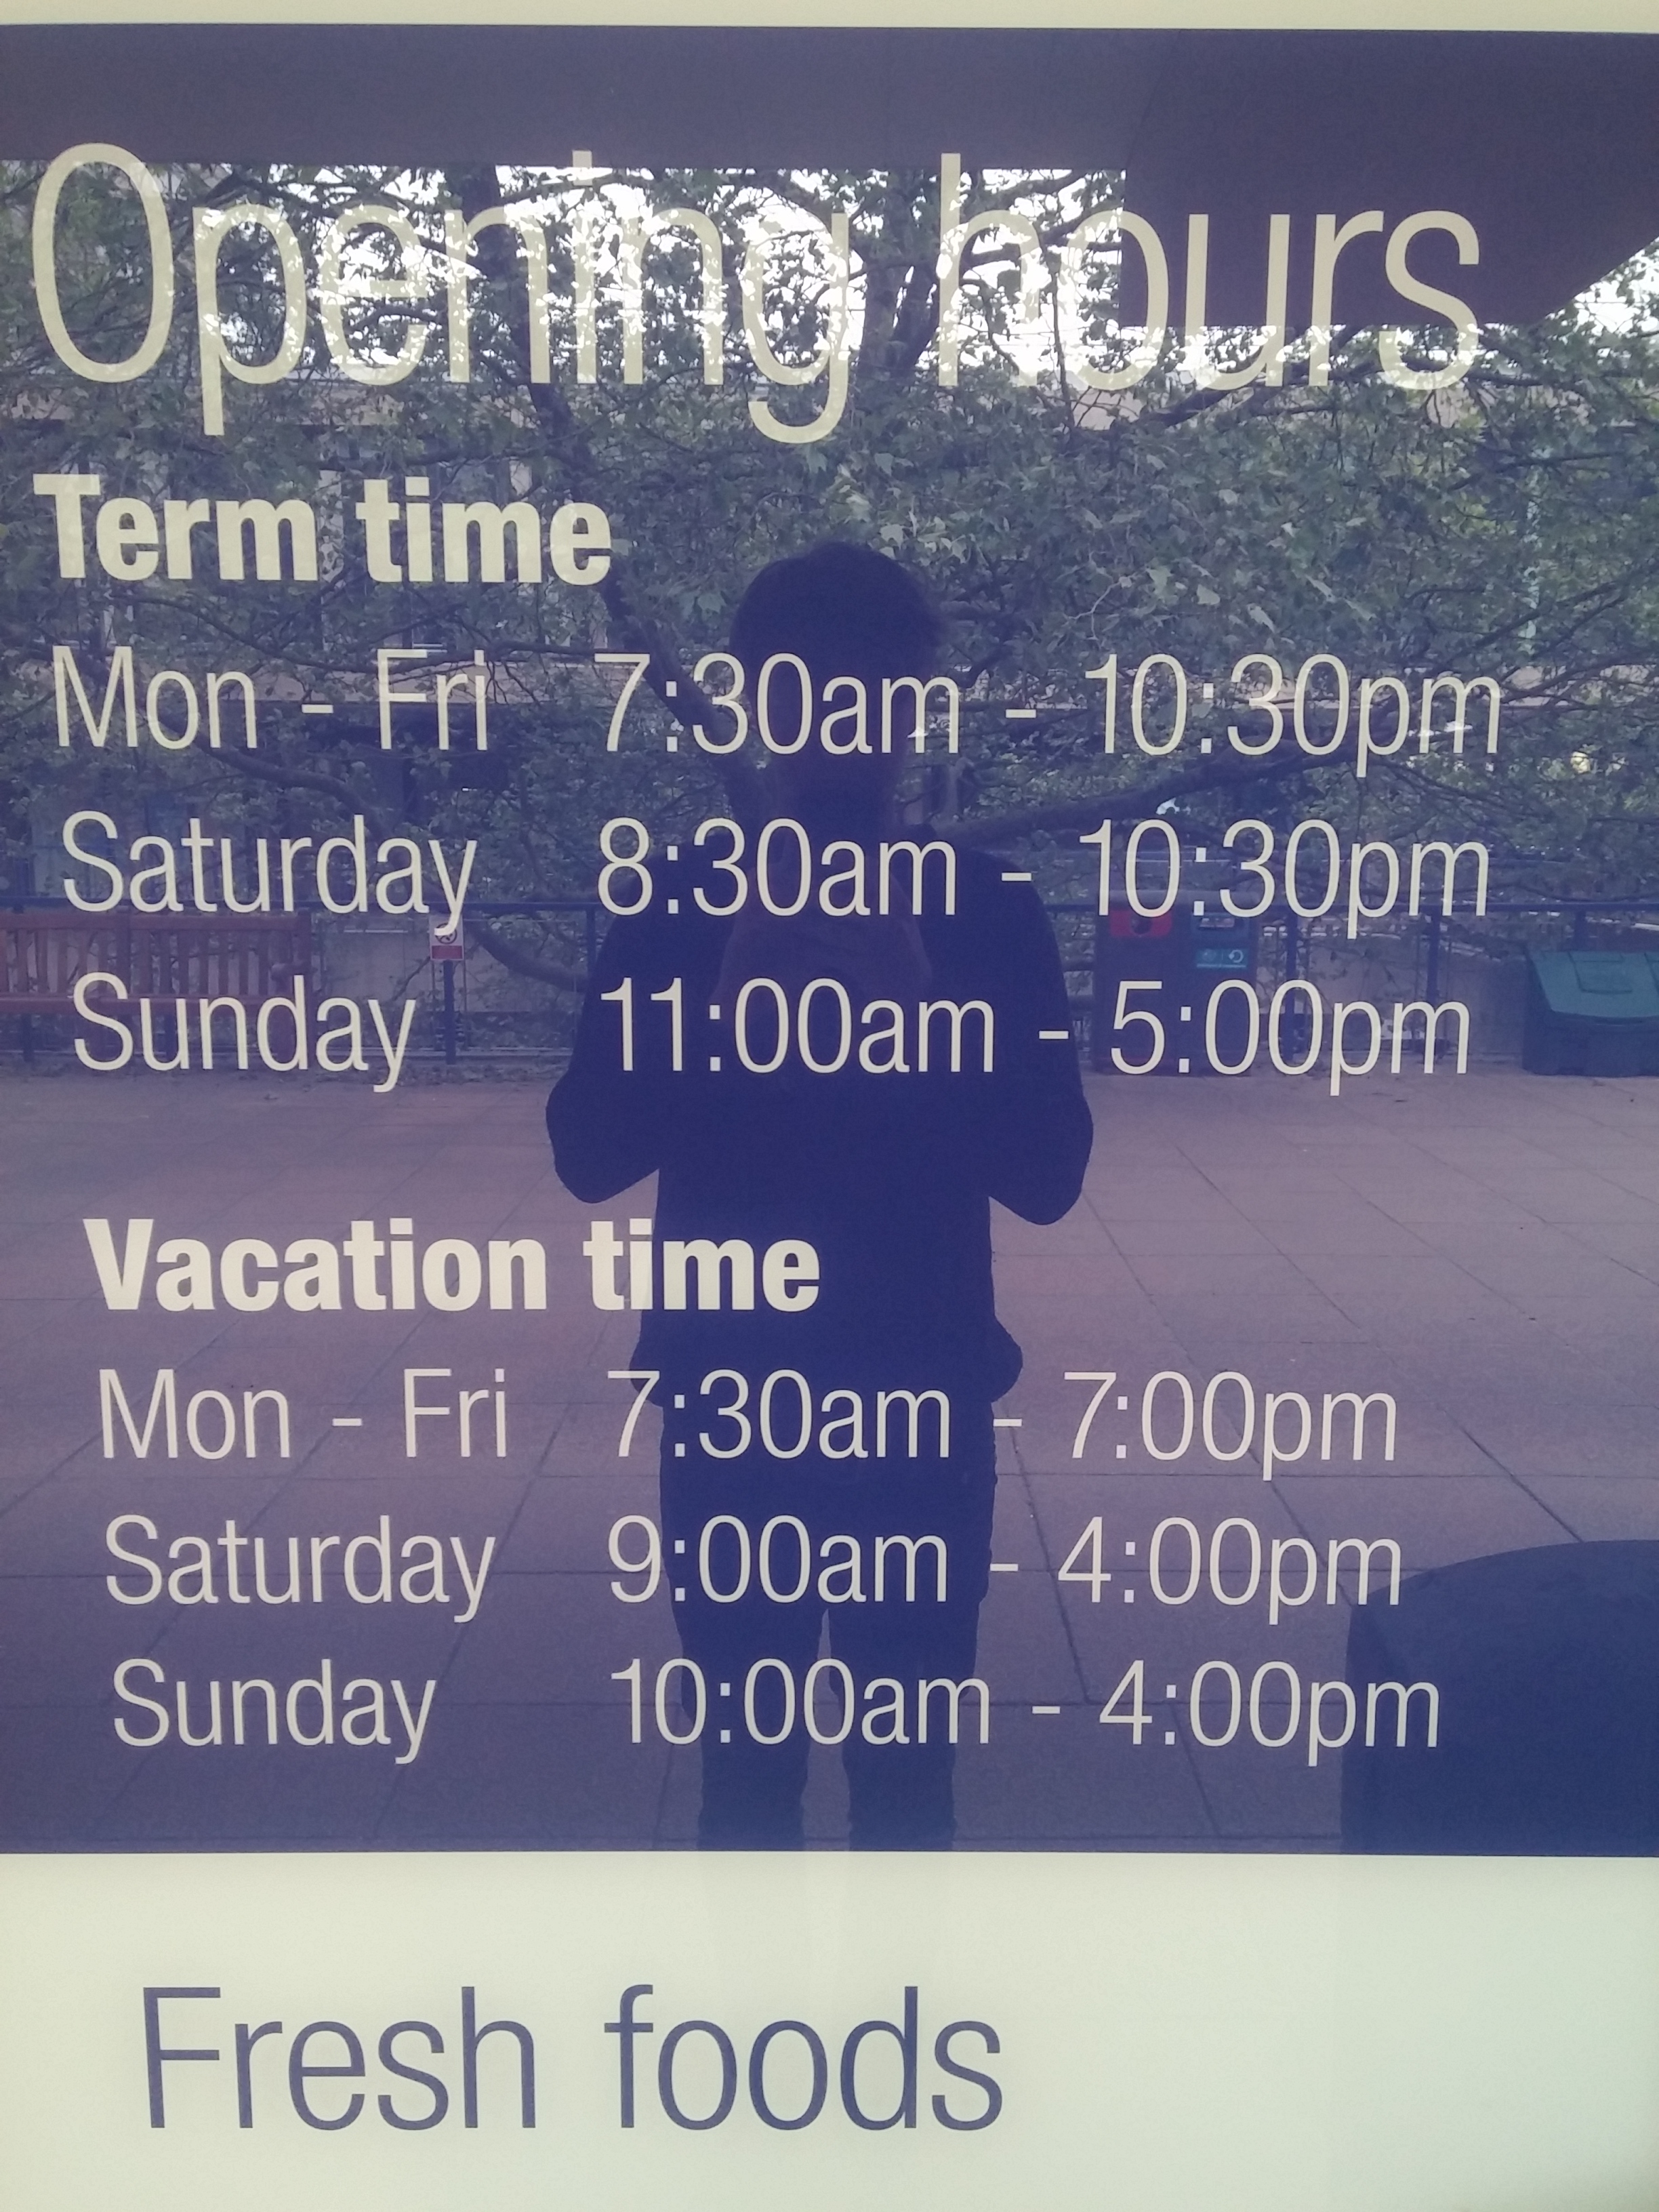 Opening hours
Term time
Mon - Fri 7:30am - 10:30pm
Saturday 8:30am - 10:30pm
Sunday 11:00am - 5:00pm
Vacation time
Mon - Fri 7:30am - 7:00pm
Saturday 9:00am - 4:00pm
Sunday 10:00am - 4:00pm
Fresh foods